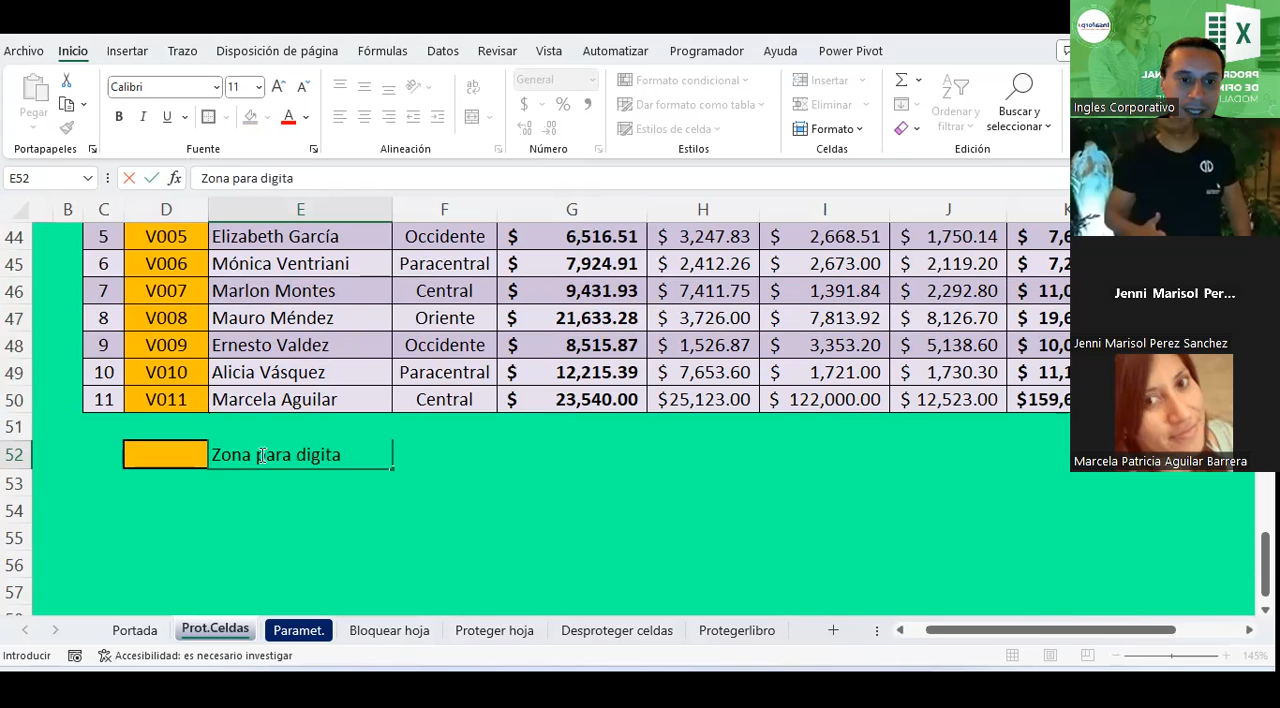 Archivo Inicio Insertar Trazo Disposición de página Fórmulas Datos Revisar Vista Automatizar Programador Ayuda Power Pivot
Pegar
Portapapeles
Calibri 11
N K S
Fuente
Alineación
General
$ % 
Número
Formato condicional
Dar formato como tabla
Estilos de celda
Estilos
Insertar
Eliminar
Formato
Celdas
Ordenar y filtrar
Buscar y seleccionar
Edición
E52 fx Zona para digita
B C D E F G H I J K
44 5 V005 Elizabeth García Occidente $ 6,516.51 $ 3,247.83 $ 2,668.51 $ 1,750.14 $
45 6 V006 Mónica Ventriani Paracentral $ 7,924.91 $ 2,412.26 $ 2,673.00 $ 2,119.20 $
46 7 V007 Marlon Montes Central $ 9,431.93 $ 7,411.75 $ 1,391.84 $ 2,292.80 $
47 8 V008 Mauro Méndez Oriente $ 21,633.28 $ 3,726.00 $ 7,813.92 $ 8,126.70 $
48 9 V009 Ernesto Valdez Occidente $ 8,515.87 $ 1,526.87 $ 3,353.20 $ 5,138.60 $
49 10 V010 Alicia Vásquez Paracentral $ 12,215.39 $ 7,653.60 $ 1,721.00 $ 1,730.30 $
50 11 V011 Marcela Aguilar Central $ 23,540.00 $25,123.00 $ 122,000.00 $ 12,523.00
51
52 Zona para digita
53
54
55
56
57
Portada Prot.Celdas Paramet. Bloquear hoja Proteger hoja Desproteger celdas Protegerlibro
Introducir Accesibilidad: es necesario investigar 145%
Ingles Corporativo
Jenni Marisol Per...
Jenni Marisol Perez Sanchez
Marcela Patricia Aguilar Barrera